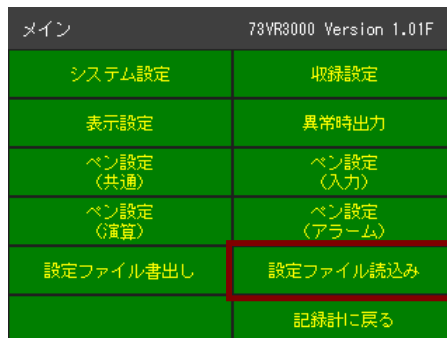 メイン 73VR3000 Version 1.01F
システム設定 収録設定
表示設定 異常時出力
ペン設定 ペン設定
(共通) (入力)
ペン設定 ペン設定
(演算) (アラーム)
設定ファイル書出し 設定ファイル読込み
記録計に戻る